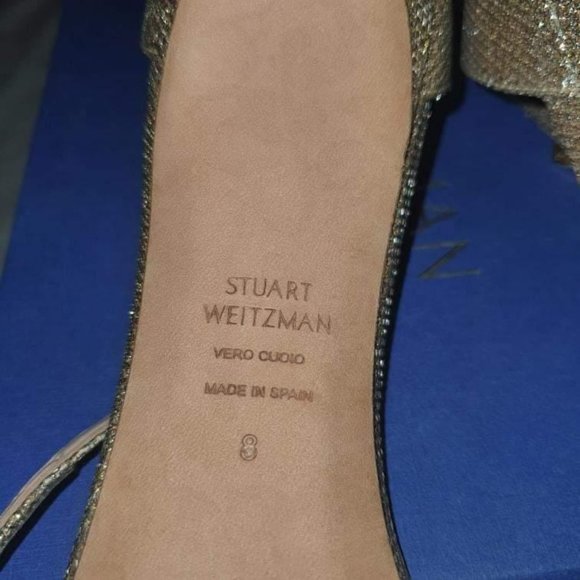 STUART
WEITZMAN
VERO CUOIO
MADE IN SPAIN
8